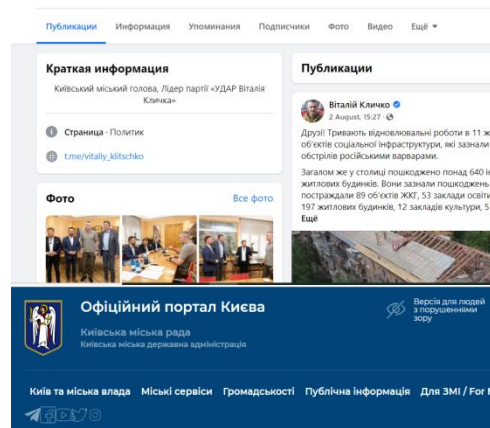 Публикации Информация Упоминания Подписчики Фото Видео Ещё
Краткая информация
Київський міський голова, Лідер партії «УДАР Віталія
Кличка»
Страница · Политик
t.me/vitaliy_klitschko
Фото Все фото
Публикации
Віталій Кличко
2 August, 15:27 ·
Друзі! Тривають відновлювальні роботи в 11 ж
об'єктів соціальної інфраструктури, які зазнали
обстрілів російськими варварами.
Загалом же у столиці пошкоджено понад 640 ін
житлових будинків. Вони зазнали пошкоджень
постраждали 89 об'єктів ЖКГ, 53 заклади освіти
197 житлових будинків, 12 закладів культури, 5
Ещё
Офіційний портал Києва
Київська міська рада
Київська міська державна адміністрація
Версія для людей
з порушеннями
зору
Київ та міська влада Міські сервіси Громадськості Публічна інформація Для ЗМІ / For